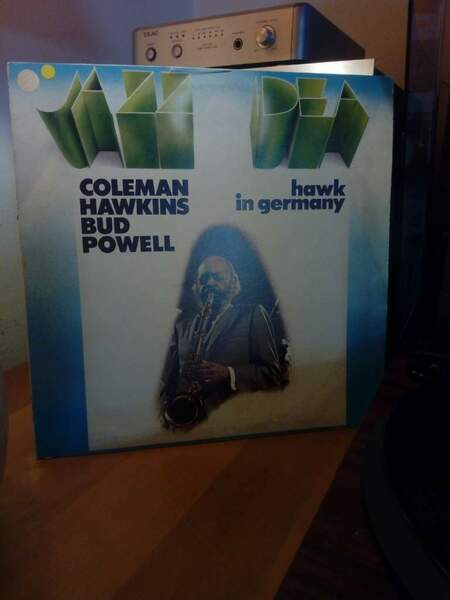 TEAC
JAZZ IDEA
COLEMAN
HAWKINS
BUD
POWELL
hawk
in germany